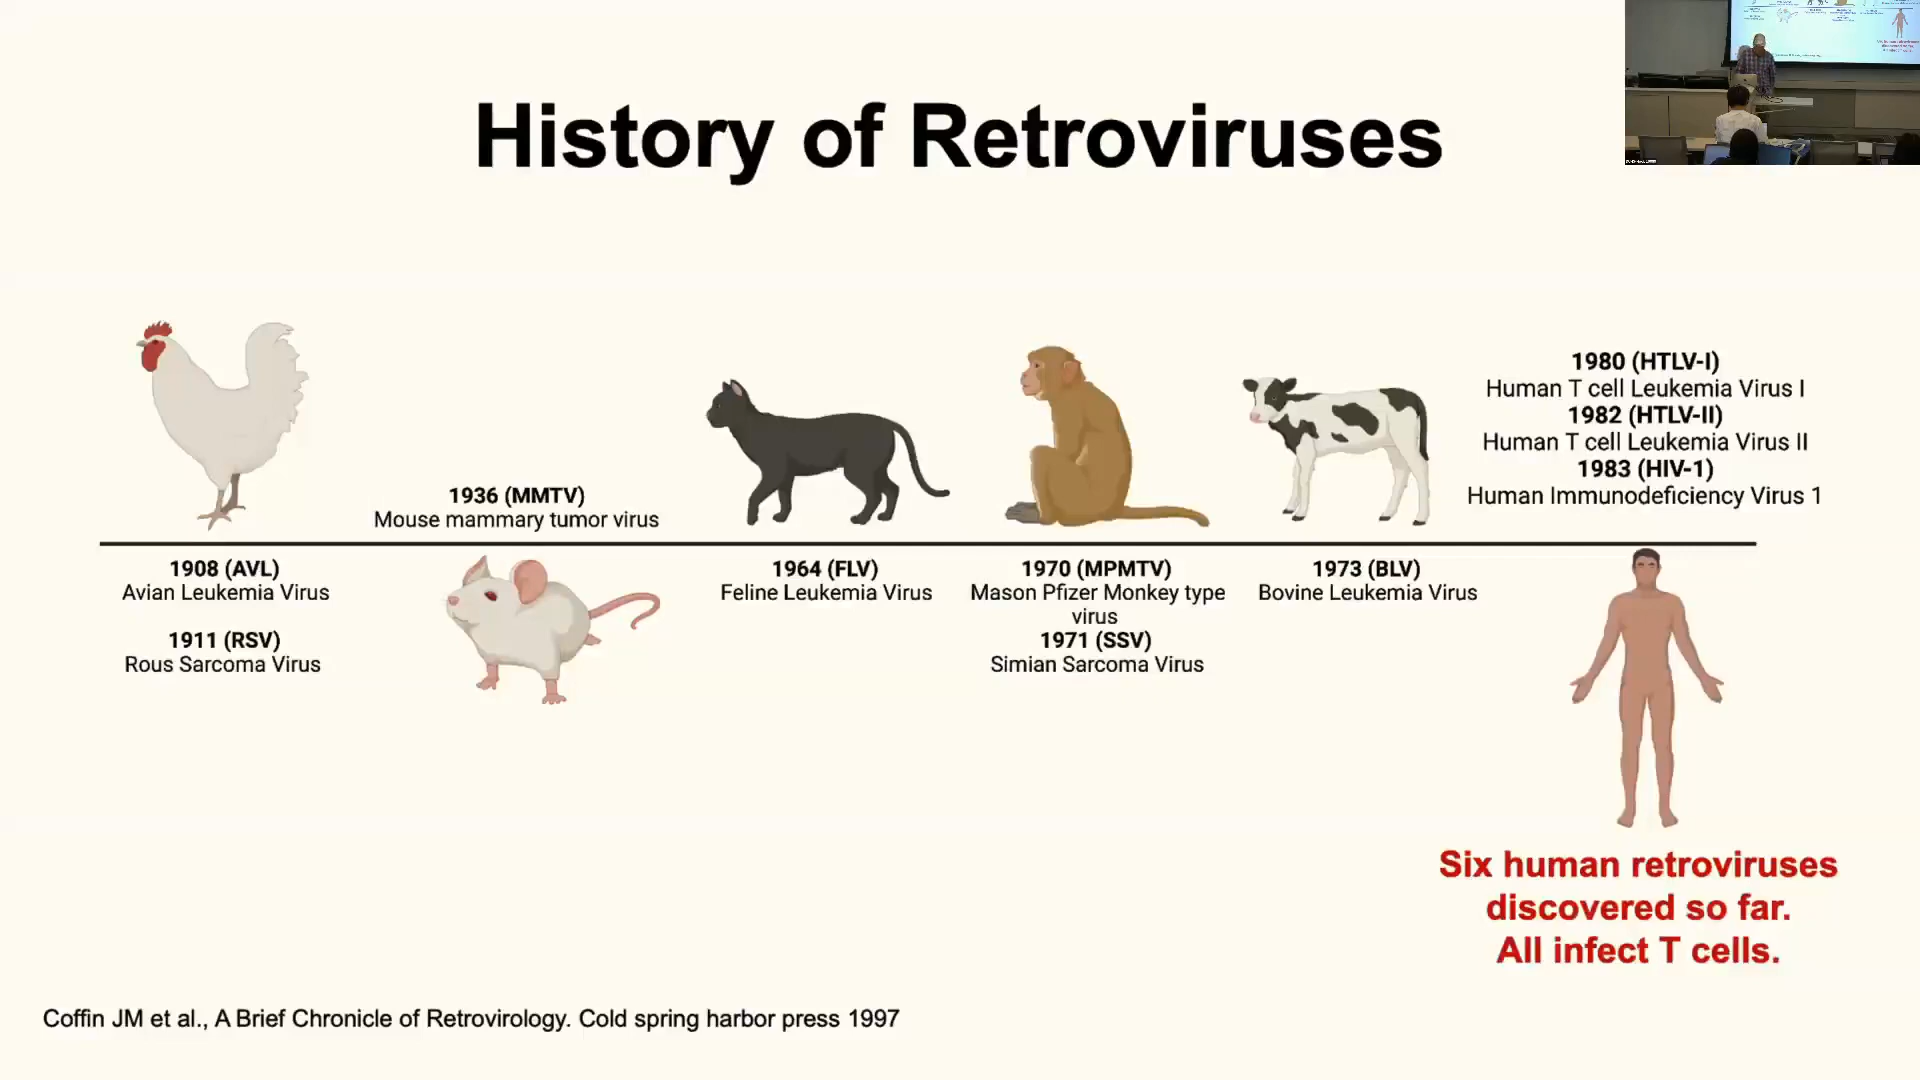 History of Retroviruses
1980 (HTLV-I)
Human T cell Leukemia Virus I
1982 (HTLV-II)
Human T cell Leukemia Virus II
1983 (HIV-1)
Human Immunodeficiency Virus 1
1936 (MMTV)
Mouse mammary tumor virus
1908 (AVL)
Avian Leukemia Virus
1911 (RSV)
Rous Sarcoma Virus
1964 (FLV)
Feline Leukemia Virus
1970 (MPMTV)
Mason Pfizer Monkey type
virus
1971 (SSV)
Simian Sarcoma Virus
1973 (BLV)
Bovine Leukemia Virus
Six human retroviruses
discovered so far.
All infect T cells.
Coffin JM et al., A Brief Chronicle of Retrovirology. Cold spring harbor press 1997